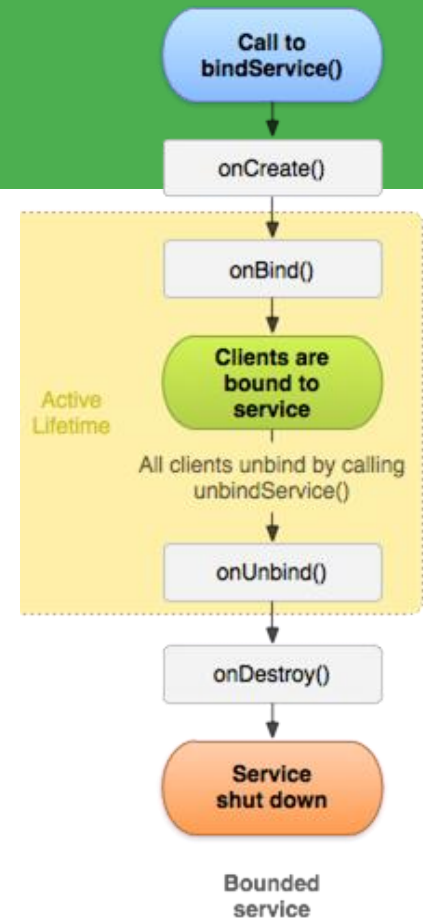 Call to
bindService()
onCreate()
onBind()
Clients are
bound to
service
Active
Lifetime
All clients unbind by calling
unbindService()
onUnbind()
onDestroy()
Service
shut down
Bounded
service